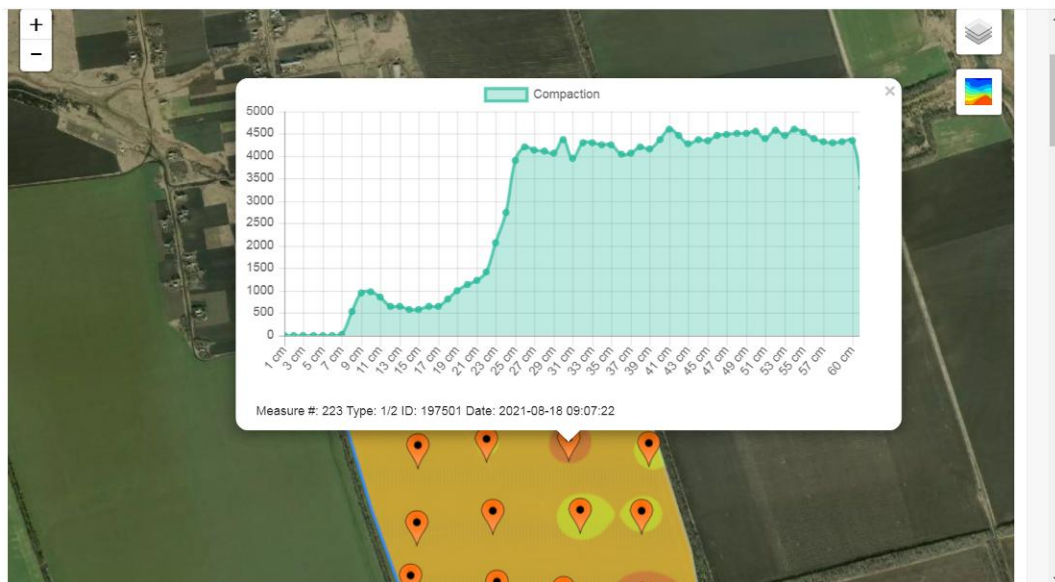 +
−
×
Compaction
5000
4500
4000
3500
3000
2500
2000
1500
1000
500
0
1 cm
3 cm
5 cm
7 cm
9 cm
11 cm
13 cm
15 cm
17 cm
19 cm
21 cm
23 cm
25 cm
27 cm
29 cm
31 cm
33 cm
35 cm
37 cm
39 cm
41 cm
43 cm
45 cm
47 cm
49 cm
51 cm
53 cm
55 cm
57 cm
60 cm
Measure #: 223 Type: 1/2 ID: 197501 Date: 2021-08-18 09:07:22